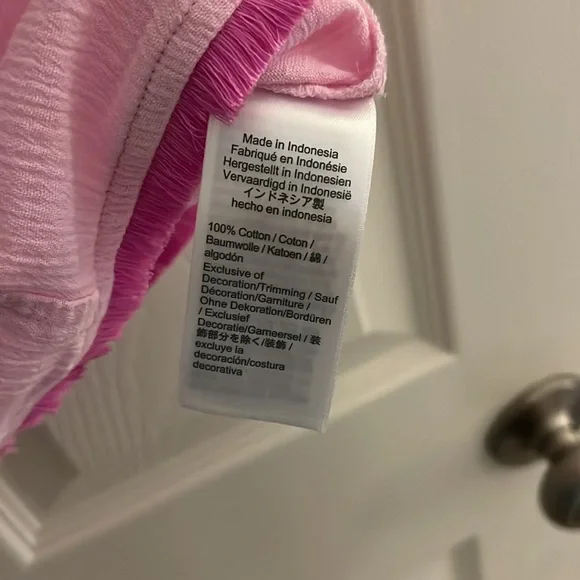 Made in Indonesia
Fabriqué en Indonésie
Hergestellt in Indonesien
Vervaardigd in Indonesië
インドネシア製
hecho en indonesia
100% Cotton / Coton /
Baumwolle / Katoen / 綿 /
algodón
Exclusive of
Decoration/Trimming / Sauf
Décoration/Garniture /
Ohne Dekoration/Bordüren
/ Exclusief
Decoratie/Garneersel / 装
飾部分を除く/装飾 /
excluye la
decoración/costura
decorativa